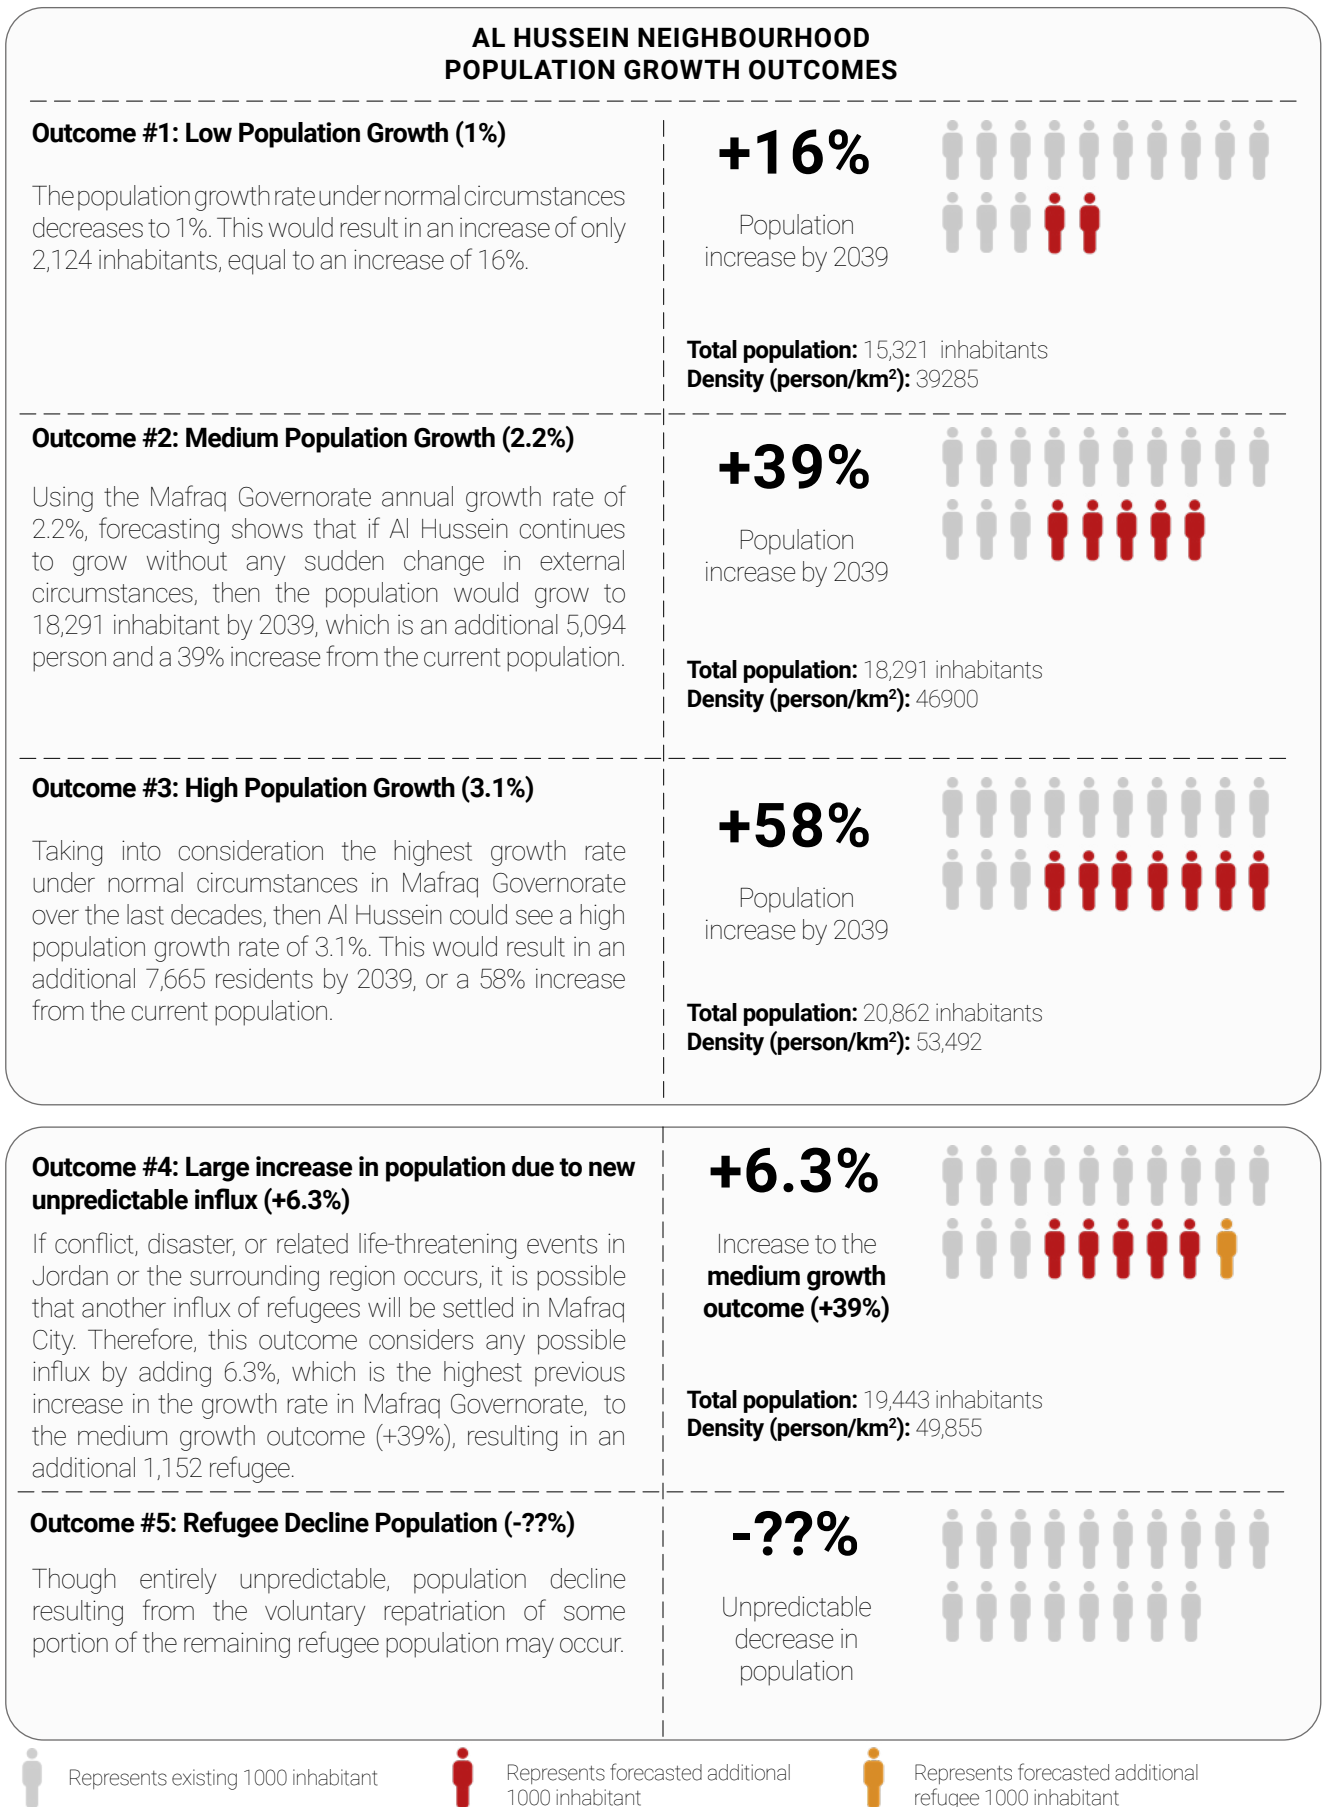 AL HUSSEIN NEIGHBOURHOOD
POPULATION GROWTH OUTCOMES
Outcome #1: Low Population Growth (1%)
The population growth rate under normal circumstances
decreases to 1%. This would result in an increase of only
2,124 inhabitants, equal to an increase of 16%.
+16%
Population
increase by 2039
Total population: 15,321 inhabitants
Density (person/km²): 39285
Outcome #2: Medium Population Growth (2.2%)
Using the Mafraq Governorate annual growth rate of
2.2%, forecasting shows that if Al Hussein continues
to grow without any sudden change in external
circumstances, then the population would grow to
18,291 inhabitant by 2039, which is an additional 5,094
person and a 39% increase from the current population.
+39%
Population
increase by 2039
Total population: 18,291 inhabitants
Density (person/km²): 46900
Outcome #3: High Population Growth (3.1%)
Taking into consideration the highest growth rate
under normal circumstances in Mafraq Governorate
over the last decades, then Al Hussein could see a high
population growth rate of 3.1%. This would result in an
additional 7,665 residents by 2039, or a 58% increase
from the current population.
+58%
Population
increase by 2039
Total population: 20,862 inhabitants
Density (person/km²): 53,492
Outcome #4: Large increase in population due to new
unpredictable influx (+6.3%)
If conflict, disaster, or related life-threatening events in
Jordan or the surrounding region occurs, it is possible
that another influx of refugees will be settled in Mafraq
City. Therefore, this outcome considers any possible
influx by adding 6.3%, which is the highest previous
increase in the growth rate in Mafraq Governorate, to
the medium growth outcome (+39%), resulting in an
additional 1,152 refugee.
+6.3%
Increase to the
medium growth
outcome (+39%)
Total population: 19,443 inhabitants
Density (person/km²): 49,855
Outcome #5: Refugee Decline Population (-??%)
Though entirely unpredictable, population decline
resulting from the voluntary repatriation of some
portion of the remaining refugee population may occur.
-??%
Unpredictable
decrease in
population
Represents existing 1000 inhabitant
Represents forecasted additional
1000 inhabitant
Represents forecasted additional
refugee 1000 inhabitant